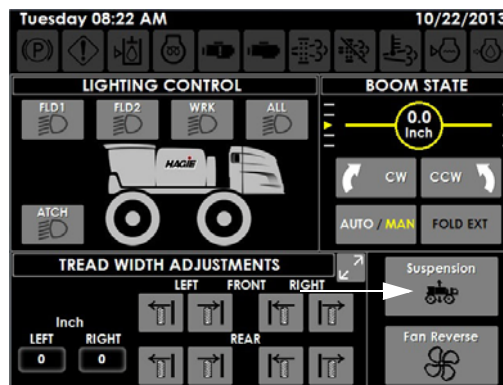 Tuesday 08:22 AM 10/22/2013
LIGHTING CONTROL
FLD1 FLD2 WRK ALL
HAGIE
ATCH
BOOM STATE
0.0
Inch
CW CCW
AUTO / MAN FOLD EXT
TREAD WIDTH ADJUSTMENTS
LEFT FRONT RIGHT
Inch
LEFT RIGHT
0 0
REAR
Suspension
Fan Reverse